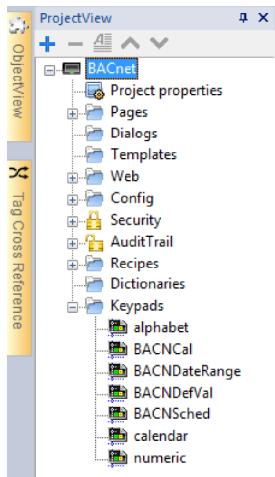 ProjectView
ObjectView
Tag Cross Reference
BACnet
Project properties
Pages
Dialogs
Templates
Web
Config
Security
AuditTrail
Recipes
Dictionaries
Keypads
alphabet
BACNCal
BACNDateRange
BACNDefVal
BACNSched
calendar
numeric